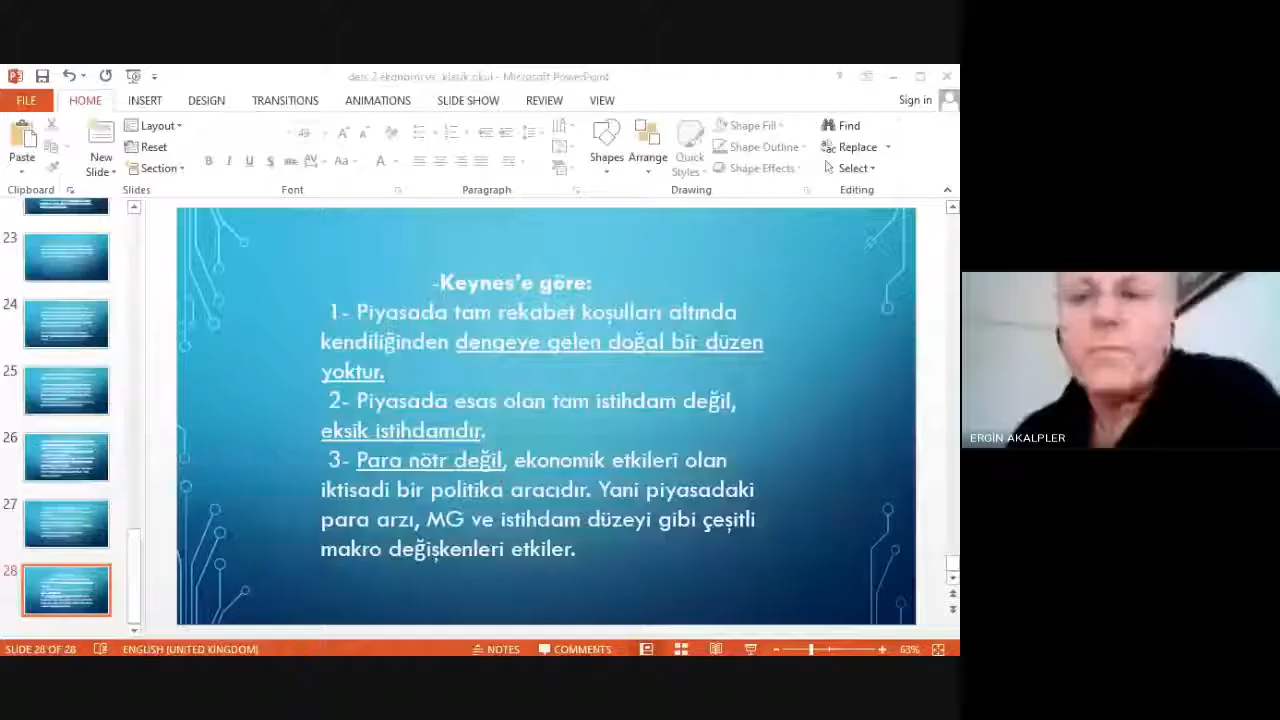 ders 2 ekonomi ve klasik okul - Microsoft PowerPoint
FILE HOME INSERT DESIGN TRANSITIONS ANIMATIONS SLIDE SHOW REVIEW VIEW Sign in
Paste
New Slide
Layout
Reset
Section
Shapes
Arrange
Quick Styles
Shape Fill
Shape Outline
Shape Effects
Find
Replace
Select
Clipboard Slides Font Paragraph Drawing Editing
23
24
25
26
27
28
-Keynes'e göre:
1- Piyasada tam rekabet koşulları altında
kendiliğinden dengeye gelen doğal bir düzen
yoktur.
2- Piyasada esas olan tam istihdam değil,
eksik istihdamdır.
3- Para nötr değil, ekonomik etkileri olan
iktisadi bir politika aracıdır. Yani piyasadaki
para arzı, MG ve istihdam düzeyi gibi çeşitli
makro değişkenleri etkiler.
ERGİN AKALPLER
SLIDE 28 OF 28 ENGLISH (UNITED KINGDOM) NOTES COMMENTS 63%